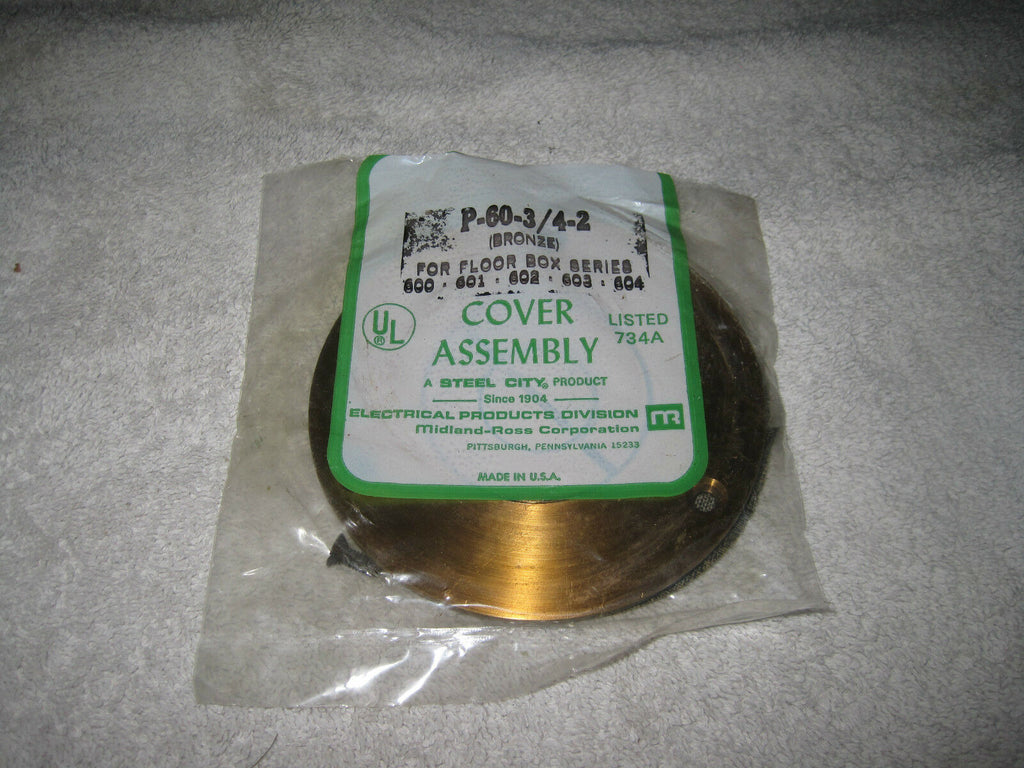 P-60-3/4-2
(BRONZE)
FOR FLOOR BOX SERIES
600 · 601 · 602 · 603 · 604
UL®
COVER
ASSEMBLY
LISTED
734A
A STEEL CITY® PRODUCT
Since 1904
ELECTRICAL PRODUCTS DIVISION
Midland-Ross Corporation
MR
PITTSBURGH, PENNSYLVANIA 15233
MADE IN U.S.A.